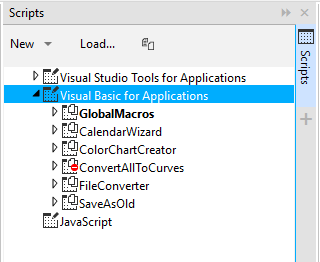 Scripts
New
Load...
Visual Studio Tools for Applications
Visual Basic for Applications
GlobalMacros
CalendarWizard
ColorChartCreator
ConvertAllToCurves
FileConverter
SaveAsOld
JavaScript
Scripts